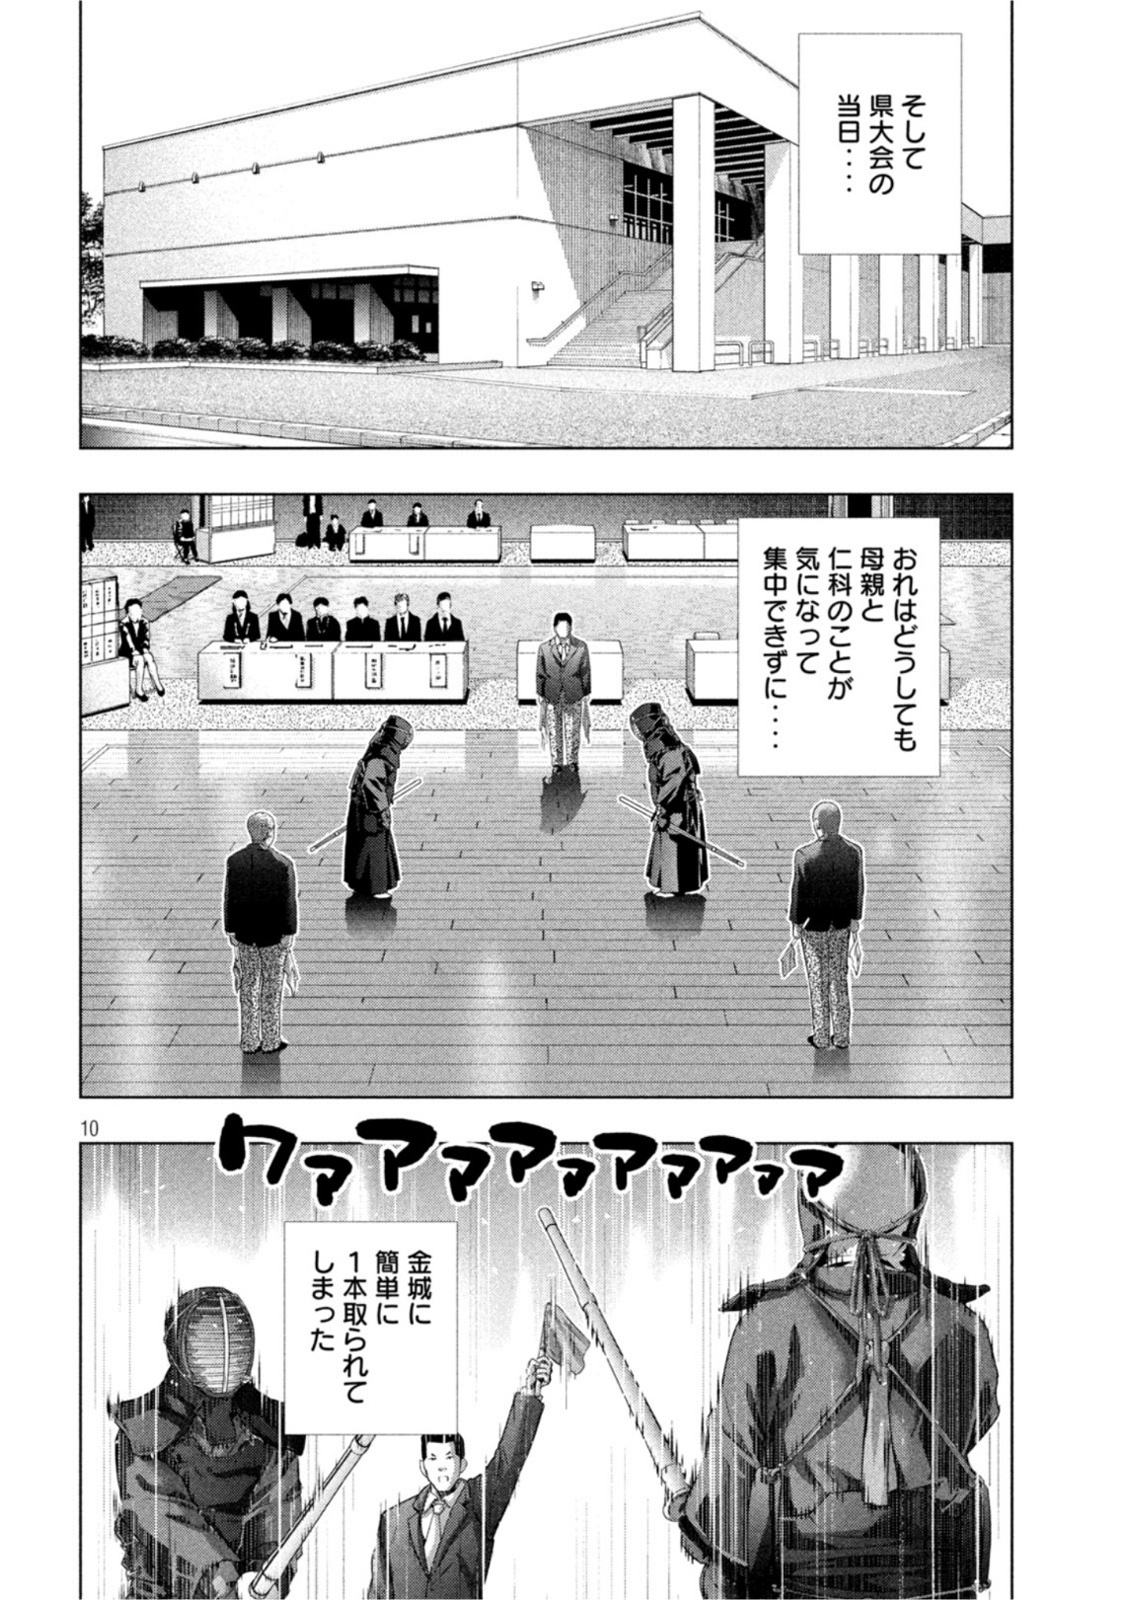 そして
県大会の
当日‥‥
おれはどうしても
母親と
仁科のことが
気になって
集中できずに‥‥
10
ワァアァアァアァァァァ
金城に
簡単に
1本取られて
しまった